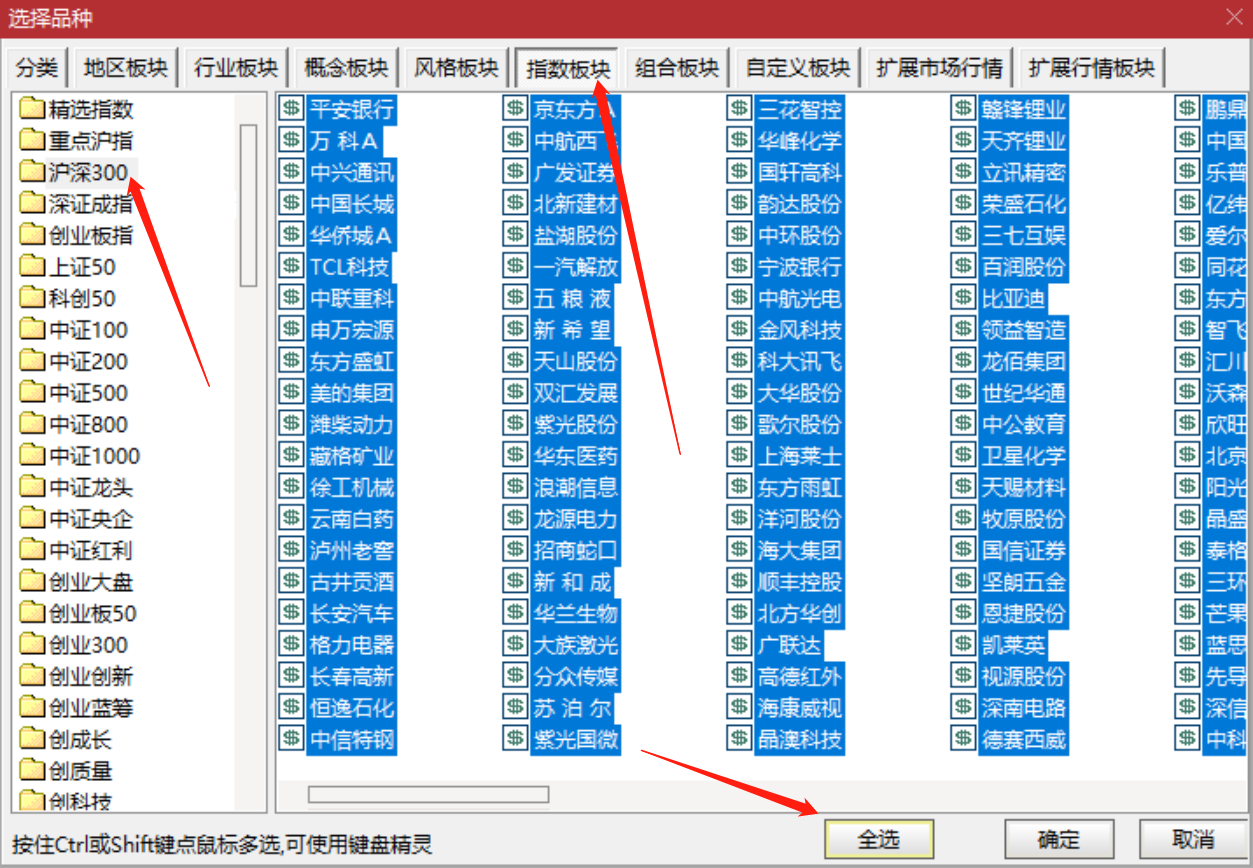 选择品种
分类 地区板块 行业板块 概念板块 风格板块 指数板块 组合板块 自定义板块 扩展市场行情 扩展行情板块
精选指数 平安银行 京东方A 三花智控 赣锋锂业 鹏鼎
重点沪指 万 科A 中航西飞 华峰化学 天齐锂业 中国
沪深300 中兴通讯 广发证券 国轩高科 立讯精密 乐普
深证成指 中国长城 北新建材 韵达股份 荣盛石化 亿纬
创业板指 华侨城A 盐湖股份 中环股份 三七互娱 爱尔
上证50 TCL科技 一汽解放 宁波银行 百润股份 同花
科创50 中联重科 五 粮 液 中航光电 比亚迪 东方
中证100 申万宏源 新 希 望 金风科技 领益智造 智飞
中证200 东方盛虹 天山股份 科大讯飞 龙佰集团 汇川
中证500 美的集团 双汇发展 大华股份 世纪华通 沃森
中证800 潍柴动力 紫光股份 歌尔股份 中公教育 欣旺
中证1000 藏格矿业 华东医药 上海莱士 卫星化学 北京
中证龙头 徐工机械 浪潮信息 东方雨虹 天赐材料 阳光
中证央企 云南白药 龙源电力 洋河股份 牧原股份 晶盛
中证红利 泸州老窖 招商蛇口 海大集团 国信证券 泰格
创业大盘 古井贡酒 新 和 成 顺丰控股 坚朗五金 三环
创业板50 长安汽车 华兰生物 北方华创 恩捷股份 芒果
创业300 格力电器 大族激光 广联达 凯莱英 蓝思
创业创新 长春高新 分众传媒 高德红外 视源股份 先导
创业蓝筹 恒逸石化 苏 泊 尔 海康威视 深南电路 深信
创成长 中信特钢 紫光国微 晶澳科技 德赛西威 中科
创质量
创科技
按住Ctrl或Shift键点鼠标多选,可使用键盘精灵 全选 确定 取消